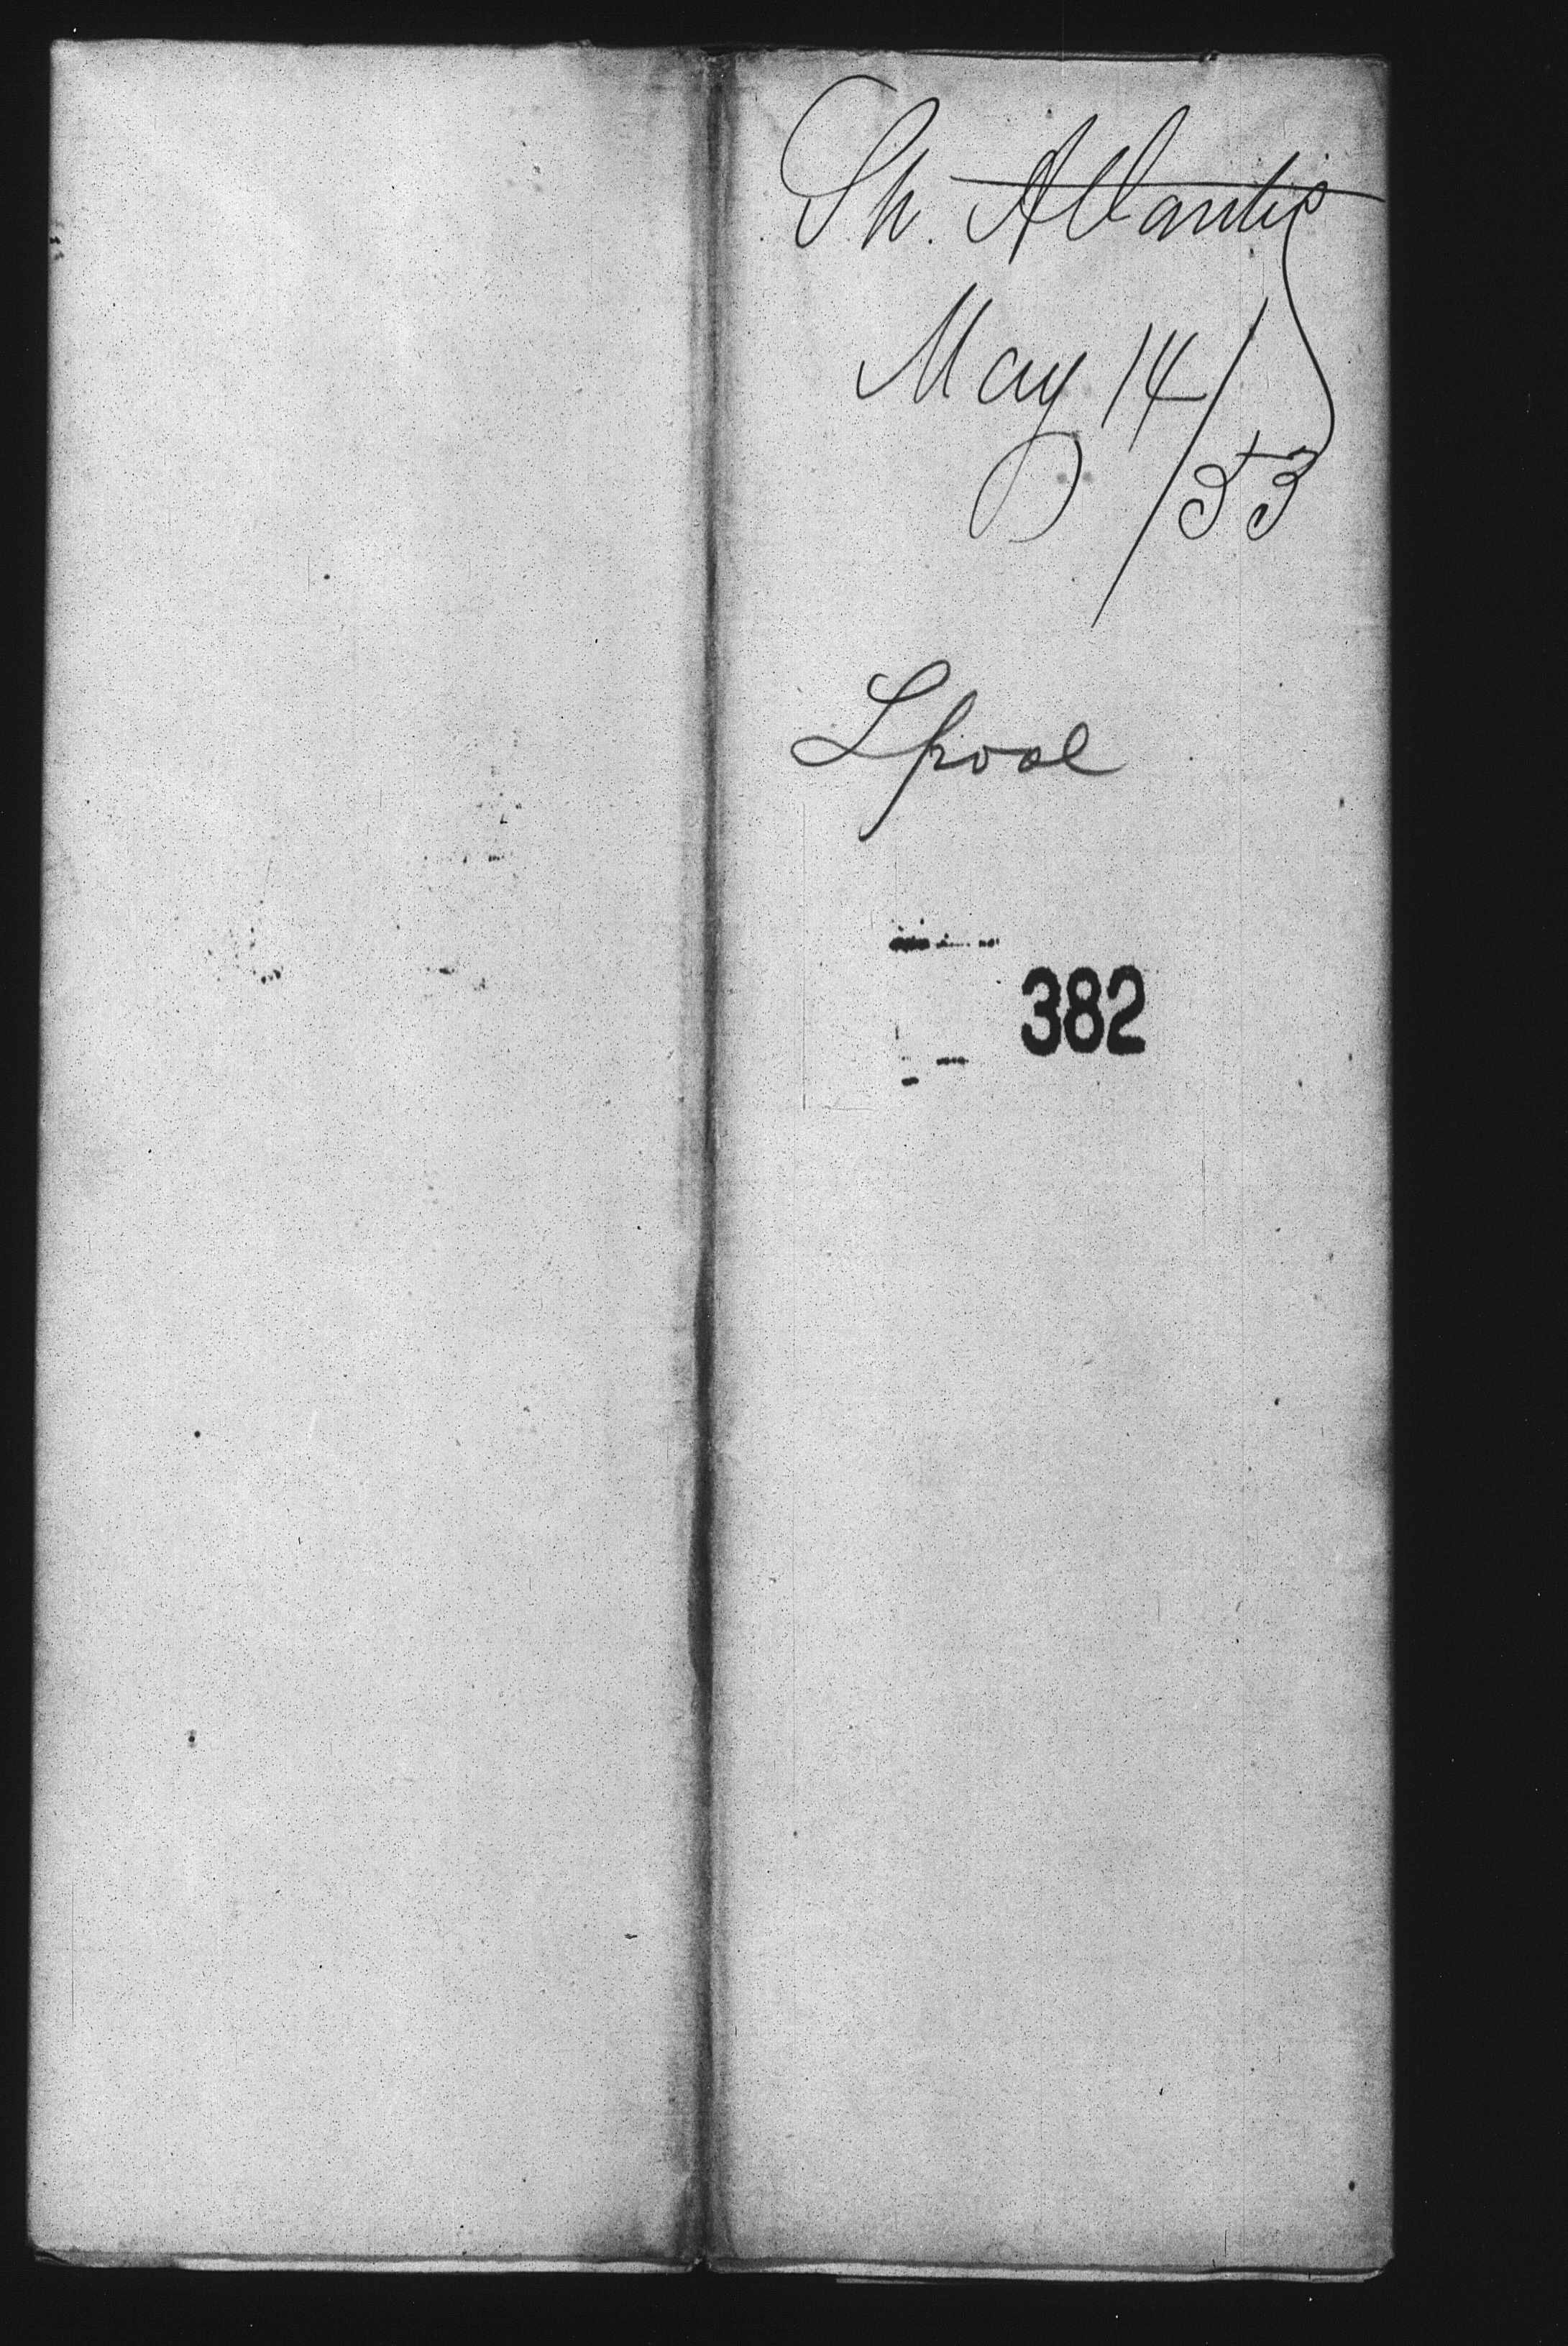 Sh. Atlantic
May 14/53
Lpool
382